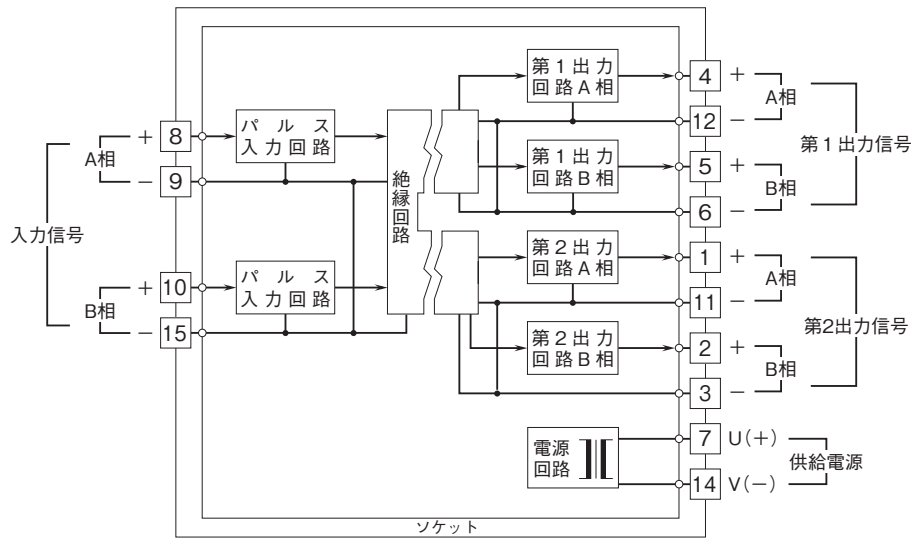 入力信号
A相
+
8
−
9
B相
+
10
−
15
パルス
入力回路
パルス
入力回路
絶縁回路
第1出力
回路A相
第1出力
回路B相
第2出力
回路A相
第2出力
回路B相
電源
回路
4
+
12
−
A相
5
+
6
−
B相
第1出力信号
1
+
11
−
A相
2
+
3
−
B相
第2出力信号
7
U(+)
14
V(−)
供給電源
ソケット